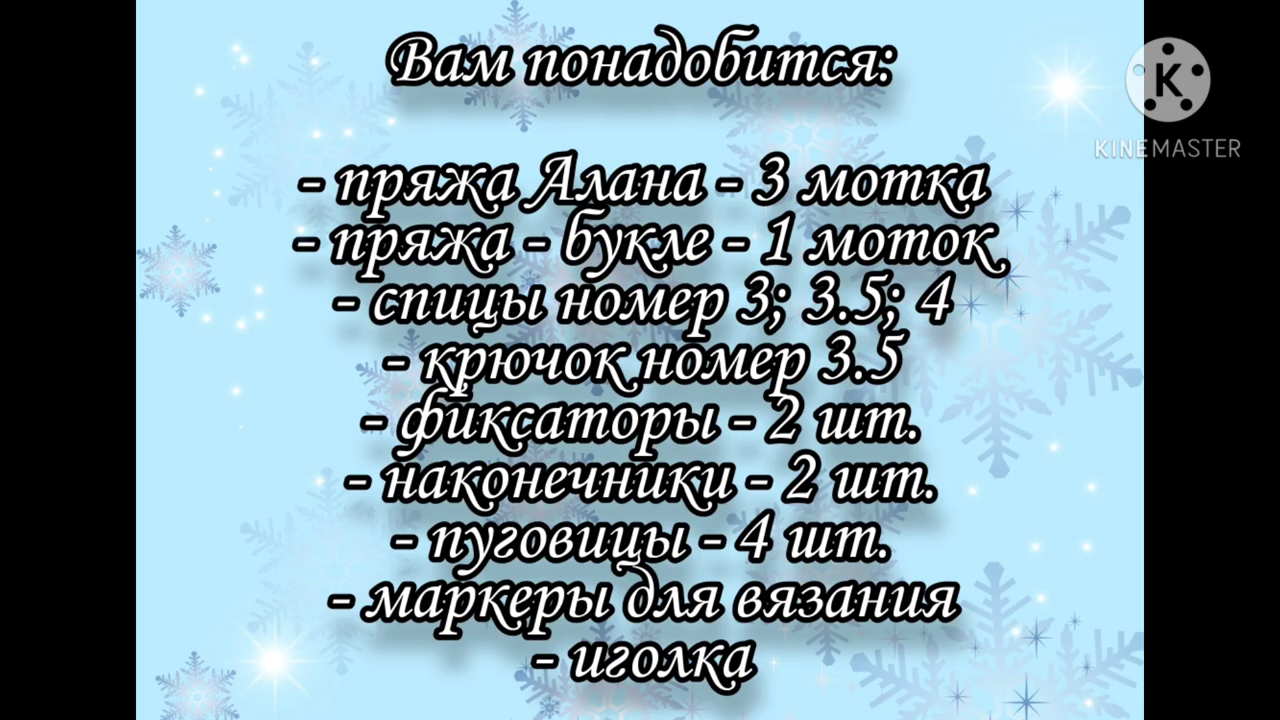 Вам понадобится:
- пряжа Алана - 3 мотка
- пряжа - букле - 1 моток
- спицы номер 3; 3.5; 4
- крючок номер 3.5
- фиксаторы - 2 шт.
- наконечники - 2 шт.
- пуговицы - 4 шт.
- маркеры для вязания
- иголка
K
KINEMASTER